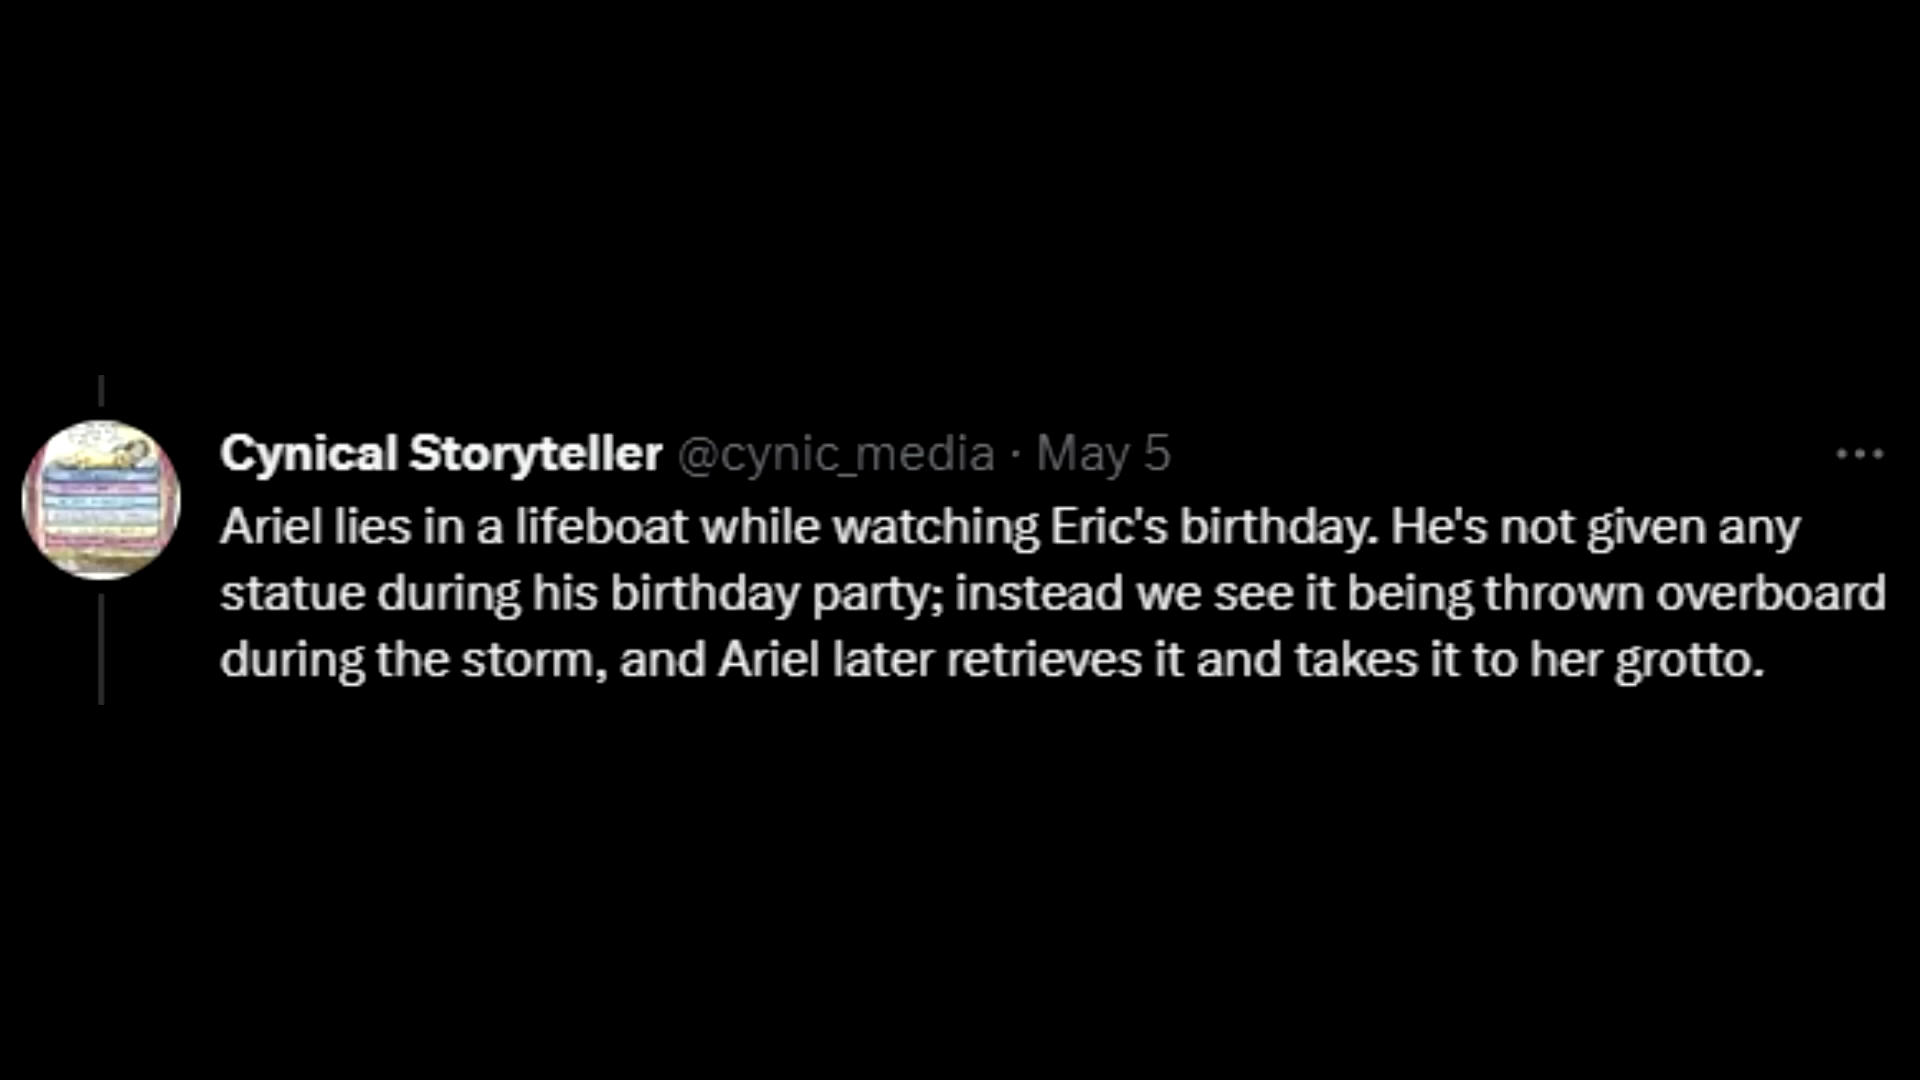 Cynical Storyteller @cynic_media · May 5
Ariel lies in a lifeboat while watching Eric's birthday. He's not given any
statue during his birthday party; instead we see it being thrown overboard
during the storm, and Ariel later retrieves it and takes it to her grotto.